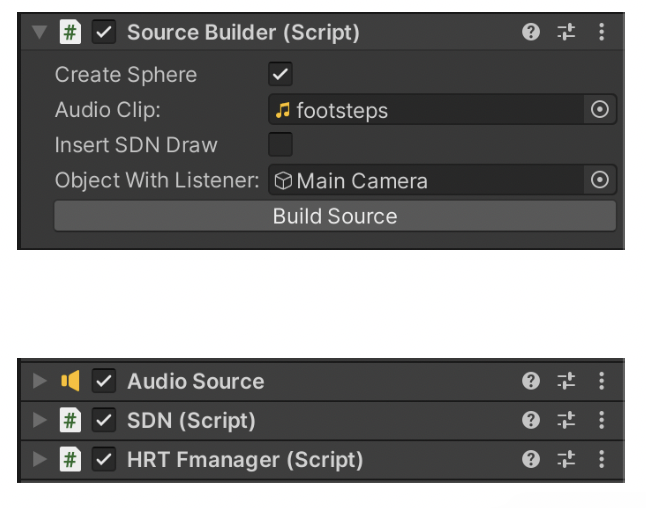 Source Builder (Script)
Create Sphere
Audio Clip: footsteps
Insert SDN Draw
Object With Listener: Main Camera
Build Source
Audio Source
SDN (Script)
HRT Fmanager (Script)